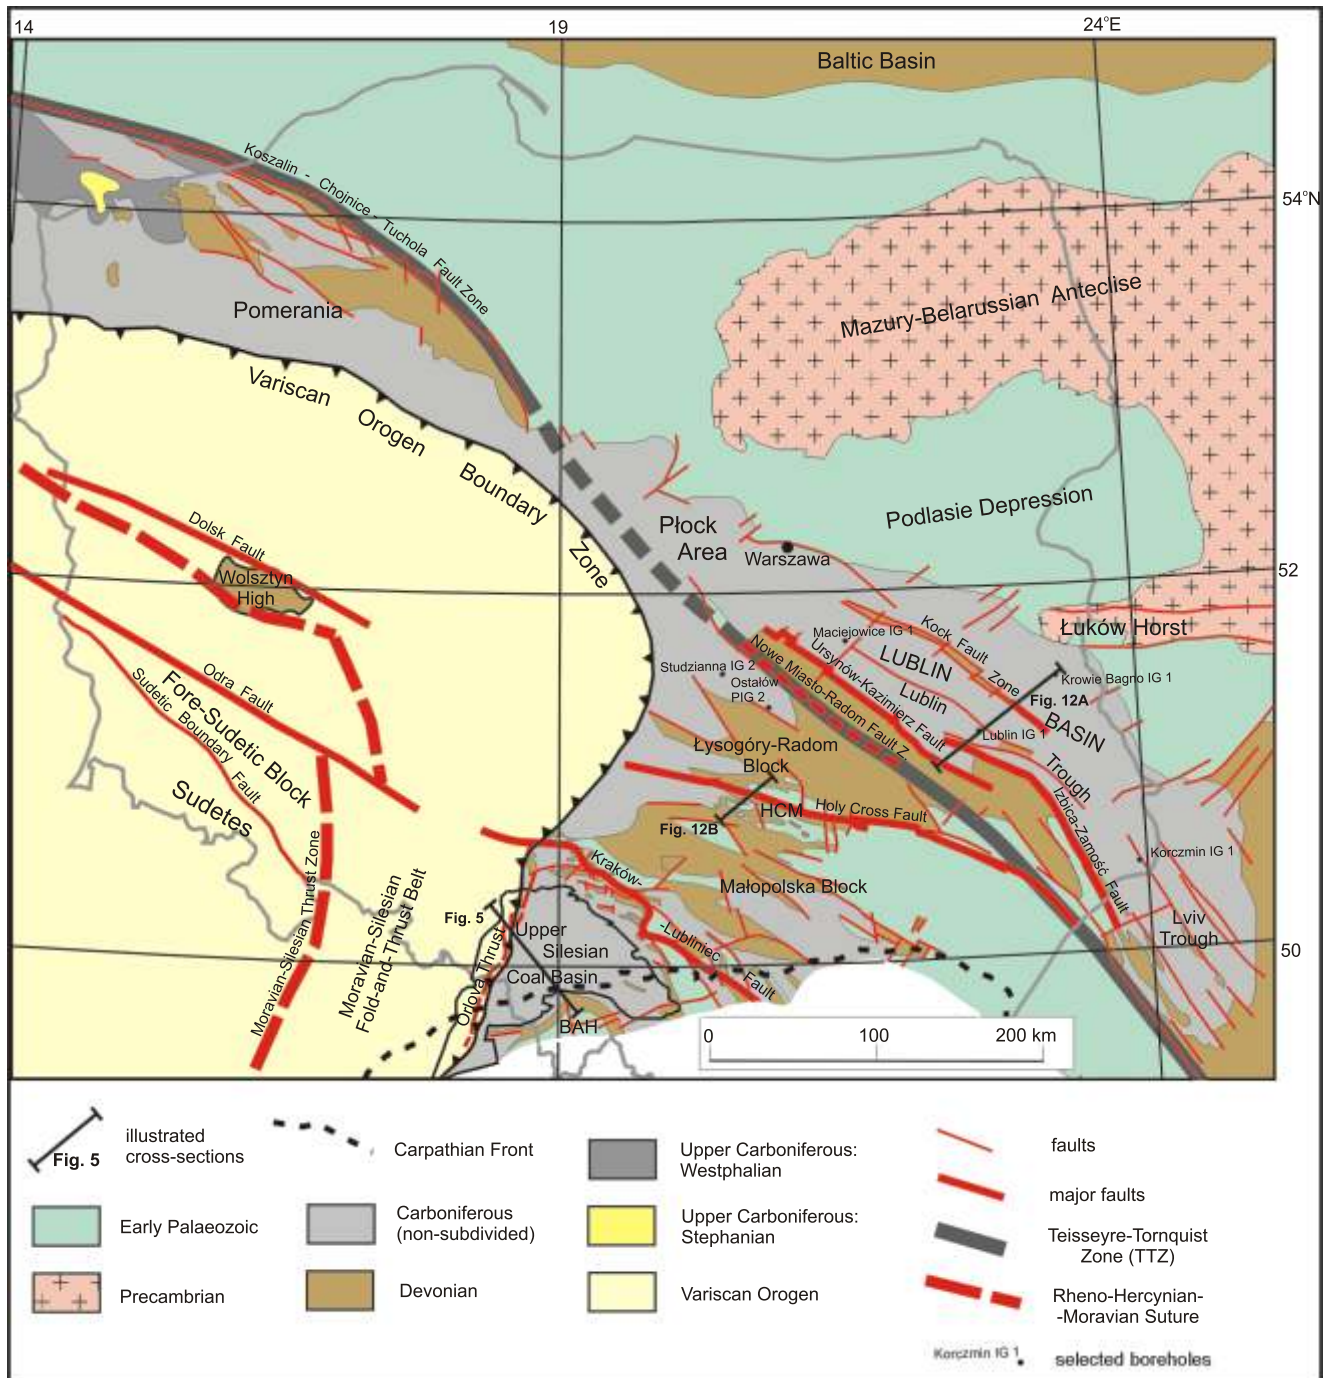 14
19
24°E
Baltic Basin
54°N
Koszalin - Chojnice - Tuchola Fault Zone
Mazury-Belarussian Anteclise
Pomerania
Variscan Orogen Boundary Zone
Podlasie Depression
Płock
Area
Warszawa
Dolsk Fault
Wolsztyn
High
52
Łuków Horst
Maciejowice IG 1
Kock Fault Zone
LUBLIN
BASIN
Studzianna IG 2
Ostałów
PIG 2
Nowe Miasto-Radom Fault Z.
Ursynów-Kazimierz Fault
Lublin
Trough
Krowie Bagno IG 1
Fig. 12A
Lublin IG 1
Odra Fault
Fore-Sudetic Block
Sudetic Boundary Fault
Sudetes
Łysogóry-Radom
Block
HCM
Holy Cross Fault
Fig. 12B
Izbica-Zamość Fault
Korczmin IG 1
Kraków-
-Lubliniec
Fault
Małopolska Block
Moravian-Silesian Thrust Zone
Moravian-Silesian
Fold-and-Thrust Belt
Fig. 5
Upper
Silesian
Coal Basin
Orlova Thrust
BAH
Lviv
Trough
50
0
100
200 km
illustrated
cross-sections
Fig. 5
Carpathian Front
Upper Carboniferous:
Westphalian
faults
major faults
Early Palaeozoic
Carboniferous
(non-subdivided)
Upper Carboniferous:
Stephanian
Teisseyre-Tornquist
Zone (TTZ)
Precambrian
Devonian
Variscan Orogen
Rheno-Hercynian-
-Moravian Suture
Korczmin IG 1
selected boreholes